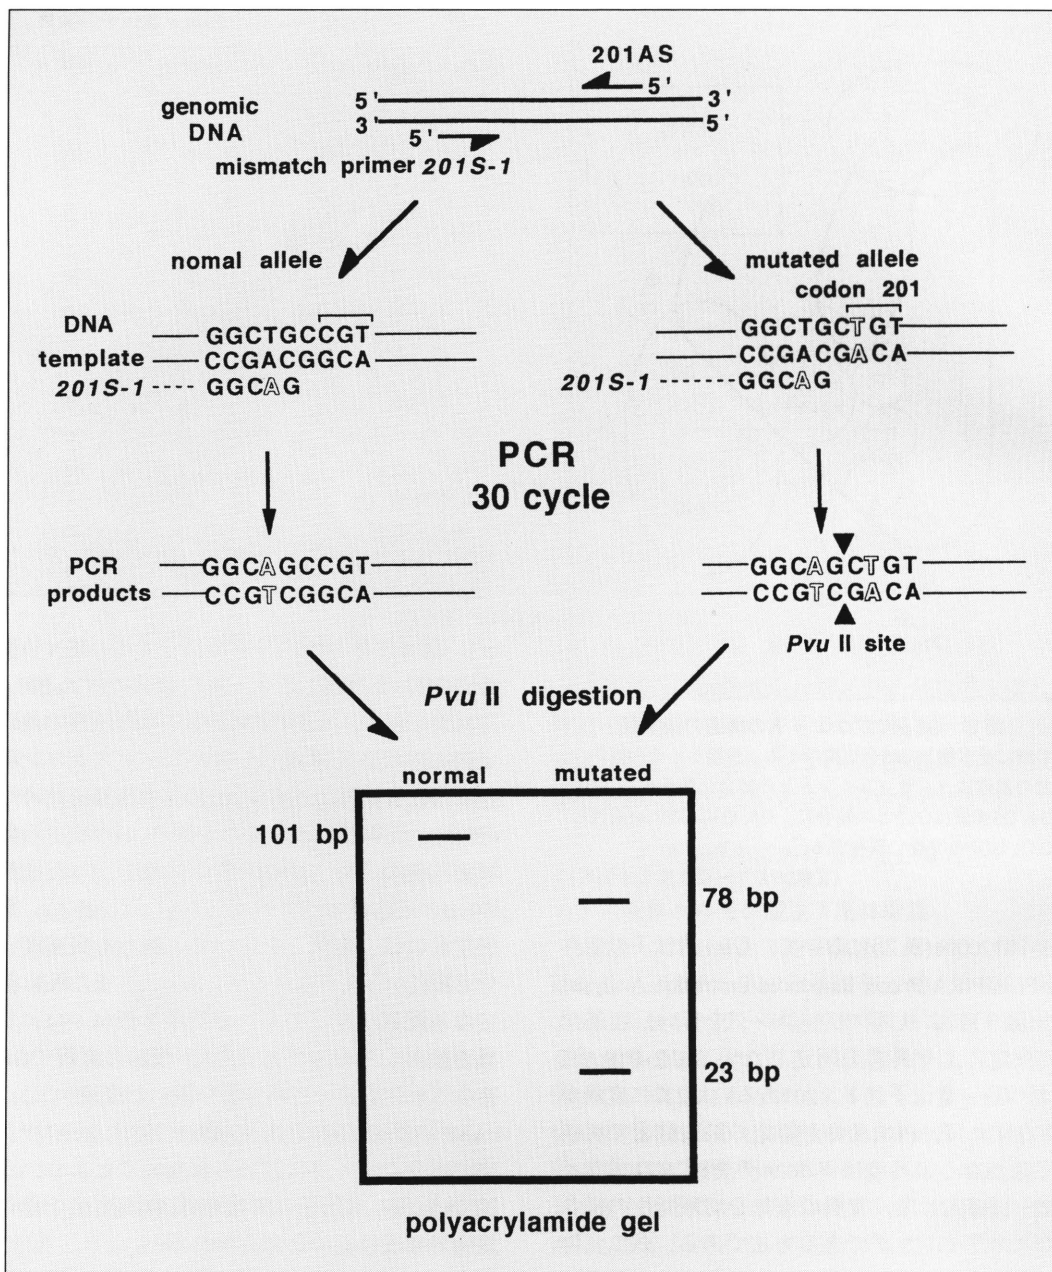 201AS
5' 5' 3'
genomic
DNA
3' 5' 5'
mismatch primer 201S-1
nomal allele
mutated allele
codon 201
DNA
template
GGCTGCCGT
CCGACGGCA
201S-1 GGCAG
GGCTGCTGT
CCGACGACA
201S-1 GGCAG
PCR
30 cycle
PCR
products
GGCAGCCGT
CCGTCGGCA
GGCAGCTGT
CCGTCGACA
Pvu II site
Pvu II digestion
normal mutated
101 bp
78 bp
23 bp
polyacrylamide gel